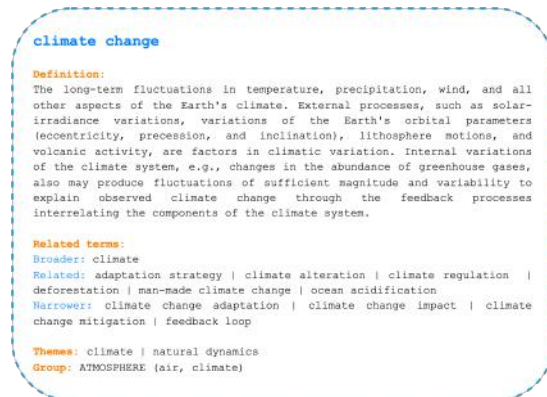 climate change
Definition:
The long-term fluctuations in temperature, precipitation, wind, and all
other aspects of the Earth's climate. External processes, such as solar-
irradiance variations, variations of the Earth's orbital parameters
(eccentricity, precession, and inclination), lithosphere motions, and
volcanic activity, are factors in climatic variation. Internal variations
of the climate system, e.g., changes in the abundance of greenhouse gases,
also may produce fluctuations of sufficient magnitude and variability to
explain observed climate change through the feedback processes
interrelating the components of the climate system.
Related terms:
Broader: climate
Related: adaptation strategy | climate alteration | climate regulation |
deforestation | man-made climate change | ocean acidification
Narrower: climate change adaptation | climate change impact | climate
change mitigation | feedback loop
Themes: climate | natural dynamics
Group: ATMOSPHERE (air, climate)